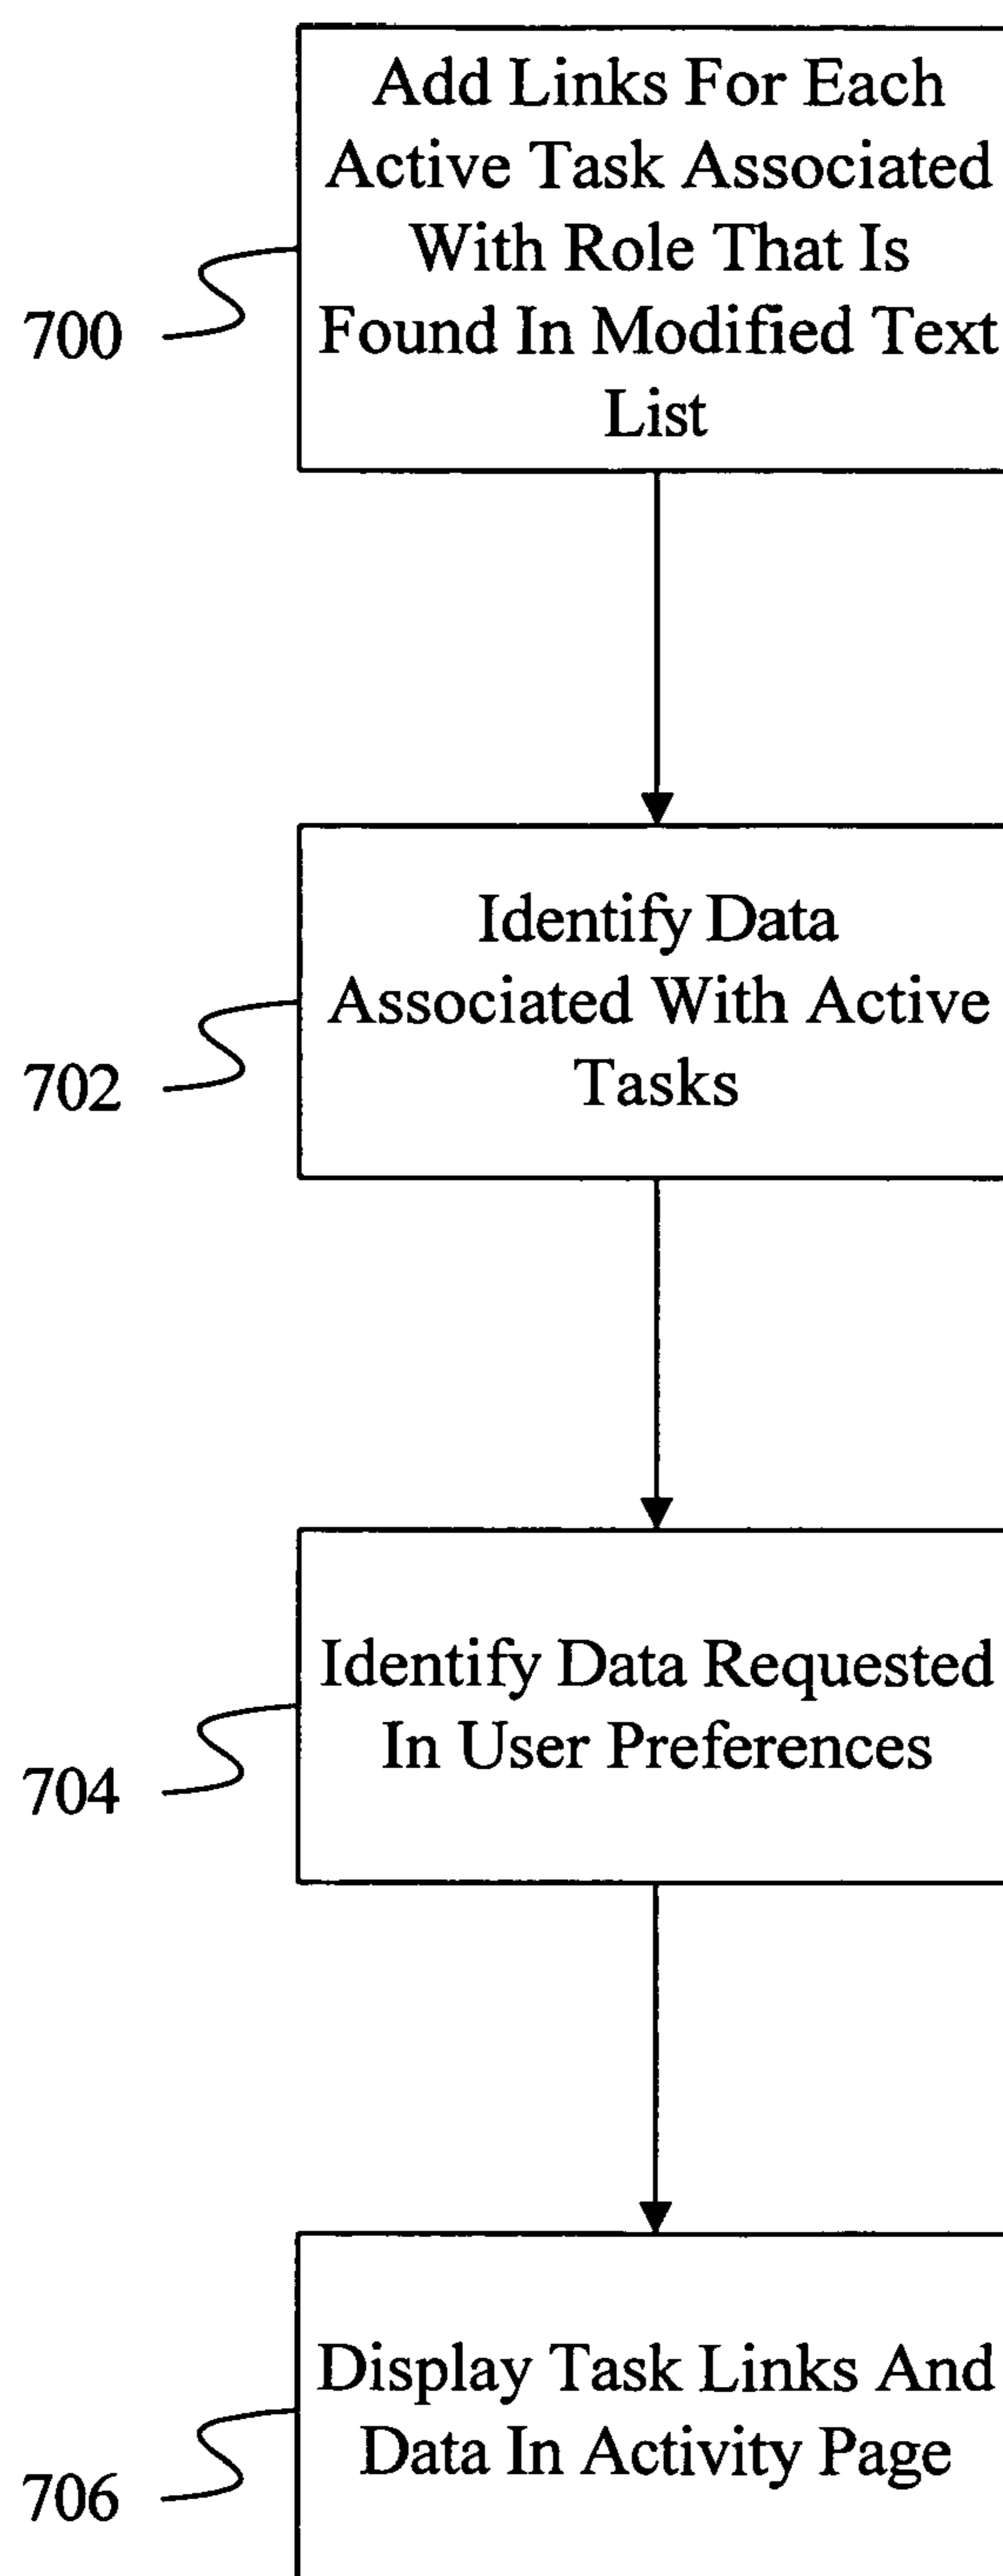 Add Links For Each
Active Task Associated
With Role That Is
Found In Modified Text
List
700
Identify Data
Associated With Active
Tasks
702
Identify Data Requested
In User Preferences
704
Display Task Links And
Data In Activity Page
706